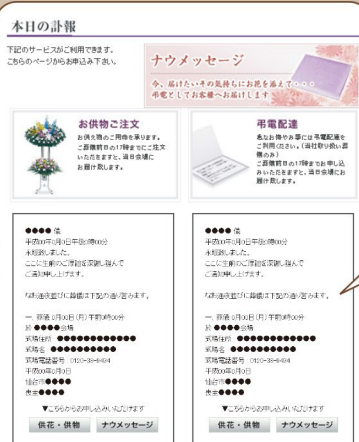 本日の訃報
下記のサービスがご利用できます。
こちらのページからお申込み下さい。
ナウメッセージ
今、届けたいその気持ちにお花を添えて・・・
弔電としてお客様へお届けします
お供物ご注文
お供え物のご用命を承ります。
ご葬儀前日の17時までにご注文
いただきますと、当日会場に
お届け致します。
弔電配達
急なお悔やみ事には弔電配達を
ご利用ください。(当社取り扱い葬
儀のみ)
ご葬儀前日の17時までお申し込
みいただきますと、当日会場にお
届け致します。
●●●● 儀
平成00年0月0日午後0時00分
永眠致しました。
ここに生前のご厚誼を深謝し謹んで
ご通知申し上げます。
なお通夜並びに葬儀は下記の通り営みます。
一、葬儀 0月00日(月)午前0時00分
於 ●●●●会場
式場住所 ●●●●●●●●●●●●
式場名 ●●●●●●●●●●
式場電話番号 0120-38-6494
平成00年0月0日
仙台市●●●●
喪主●●●●
▼こちらからお申し込みいただけます
供花・供物 ナウメッセージ
●●●● 儀
平成00年0月0日午後0時00分
永眠致しました。
ここに生前のご厚誼を深謝し謹んで
ご通知申し上げます。
なお通夜並びに葬儀は下記の通り営みます。
一、葬儀 0月00日(月)午前0時00分
於 ●●●●会場
式場住所 ●●●●●●●●●●●●
式場名 ●●●●●●●●●●
式場電話番号 0120-38-6494
平成00年0月0日
仙台市●●●●
喪主●●●●
▼こちらからお申し込みいただけます
供花・供物 ナウメッセージ